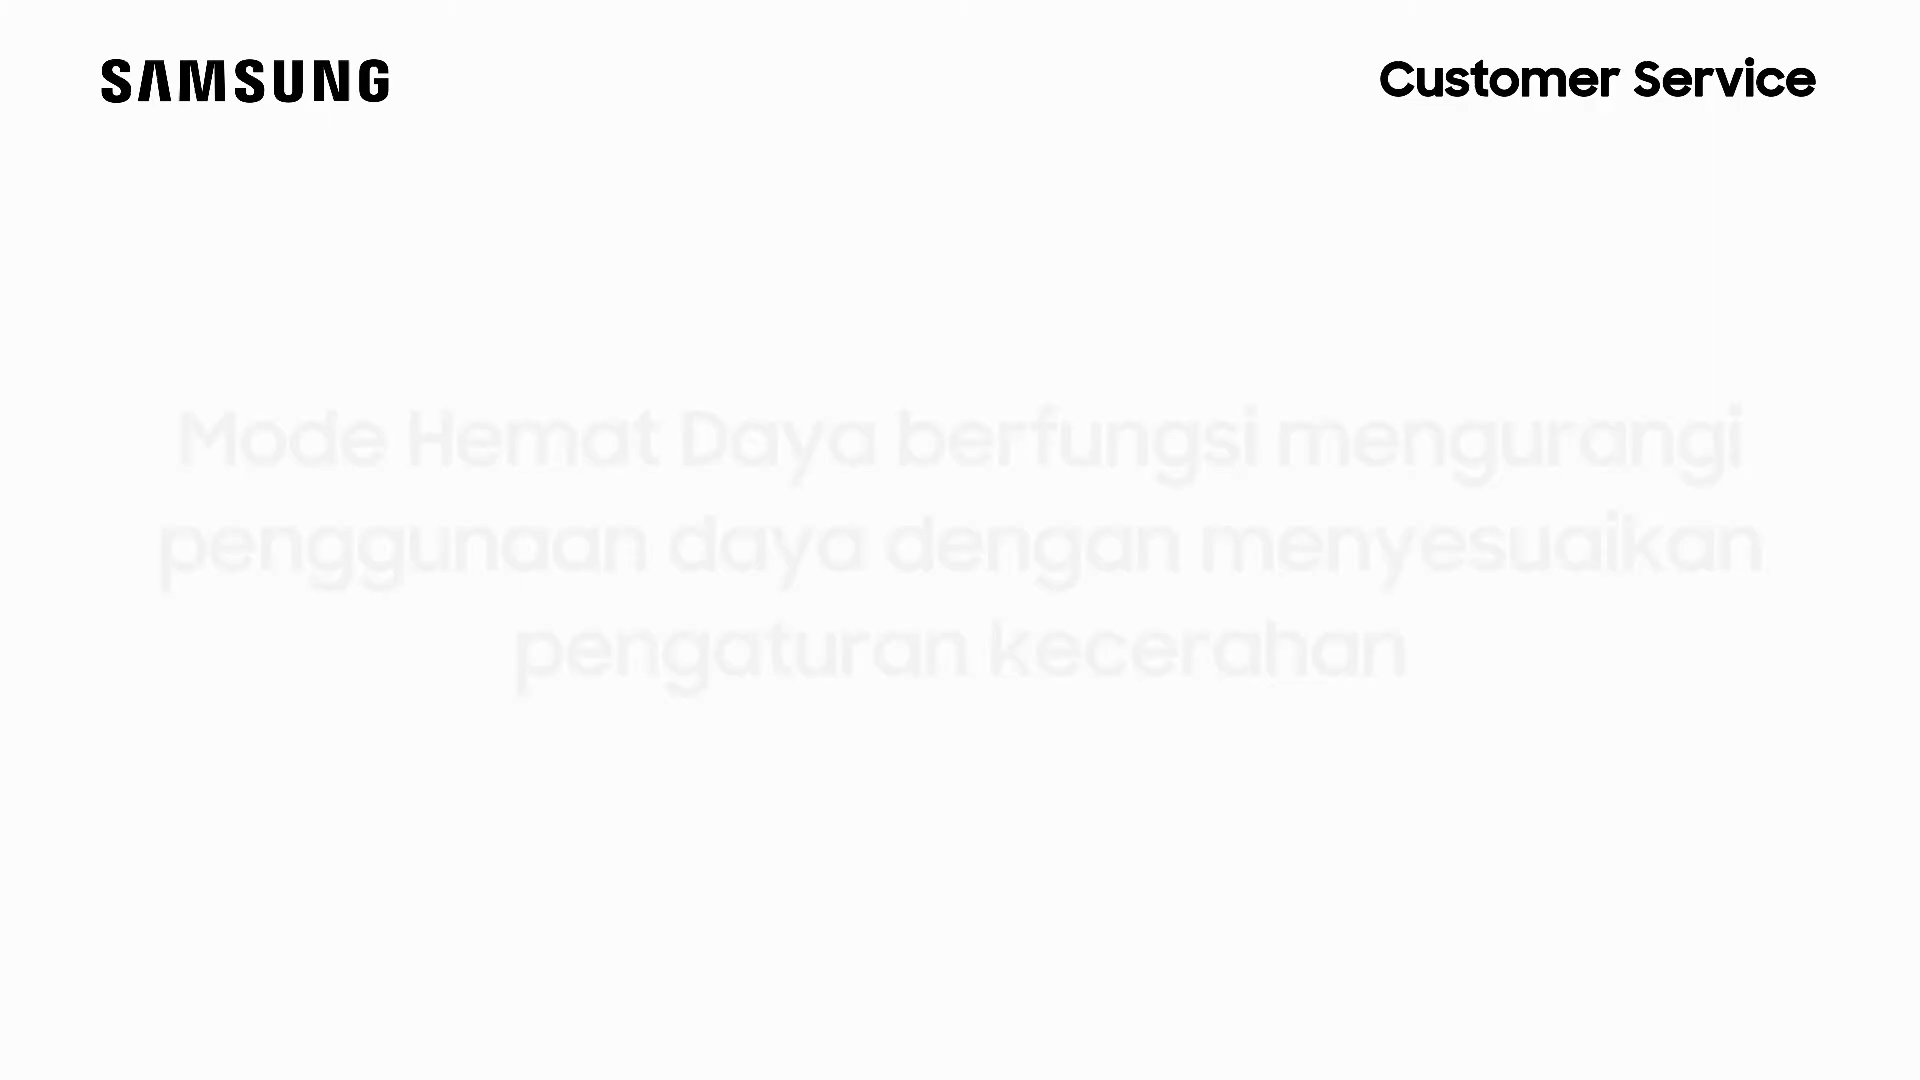 SAMSUNG
Customer Service
Mode Hemat Daya berfungsi mengurangi
penggunaan daya dengan menyesuaikan
pengaturan kecerahan